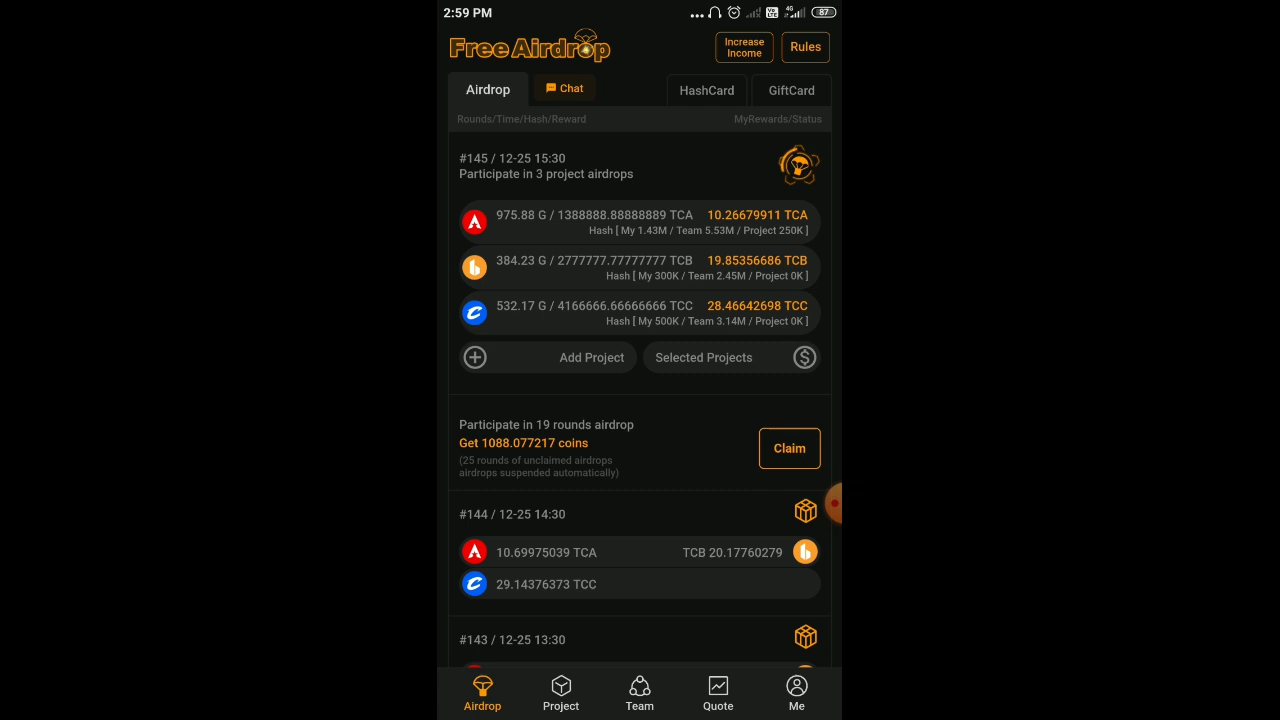 2:59 PM
4G
87
Free Airdrop
Increase
Income
Rules
Airdrop
Chat
HashCard
GiftCard
Rounds/Time/Hash/Reward
MyRewards/Status
#145 / 12-25 15:30
Participate in 3 project airdrops
975.88 G / 1388888.88888889 TCA 10.26679911 TCA
Hash [ My 1.43M / Team 5.53M / Project 250K ]
384.23 G / 2777777.77777777 TCB 19.85356686 TCB
Hash [ My 300K / Team 2.45M / Project 0K ]
532.17 G / 4166666.66666666 TCC 28.46642698 TCC
Hash [ My 500K / Team 3.14M / Project 0K ]
Add Project
Selected Projects
Participate in 19 rounds airdrop
Get 1088.077217 coins
(25 rounds of unclaimed airdrops
airdrops suspended automatically)
Claim
#144 / 12-25 14:30
10.69975039 TCA
TCB 20.17760279
29.14376373 TCC
#143 / 12-25 13:30
Airdrop
Project
Team
Quote
Me